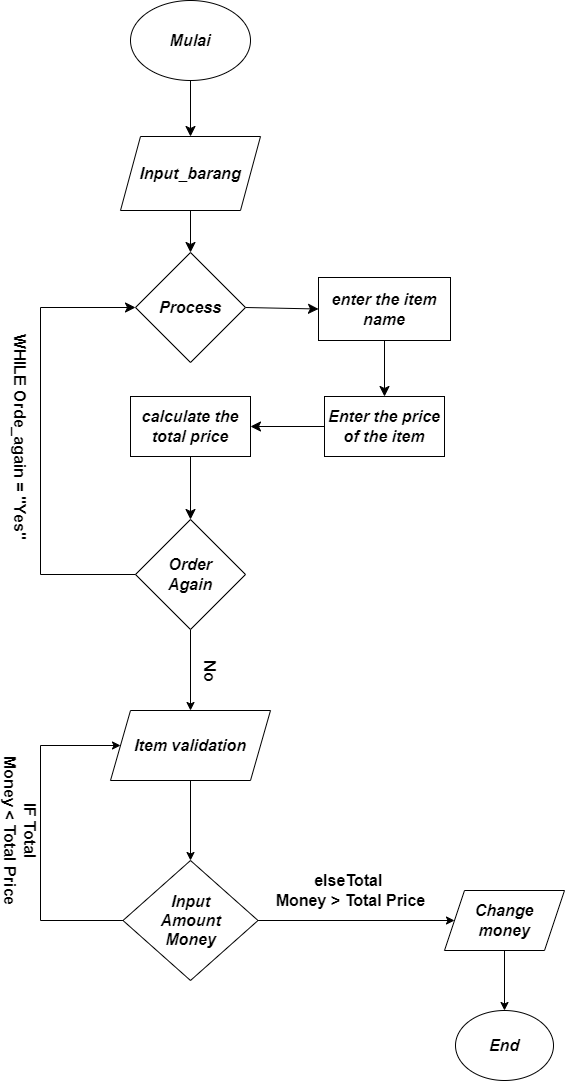 Mulai
Input_barang
Process
enter the item
name
WHILE Orde_again = "Yes"
calculate the
total price
Enter the price
of the item
Order
Again
No
Item validation
IF Total
Money < Total Price
Input
Amount
Money
elseTotal
Money > Total Price
Change
money
End